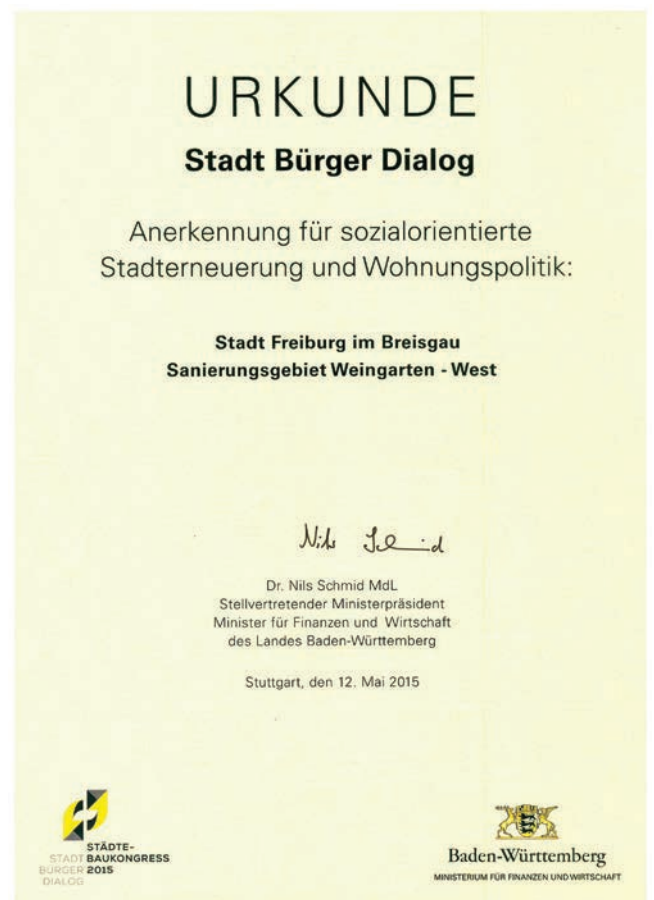 URKUNDE
Stadt Bürger Dialog
Anerkennung für sozialorientierte
Stadterneuerung und Wohnungspolitik:
Stadt Freiburg im Breisgau
Sanierungsgebiet Weingarten - West
Nils Schmid
Dr. Nils Schmid MdL
Stellvertretender Ministerpräsident
Minister für Finanzen und Wirtschaft
des Landes Baden-Württemberg
Stuttgart, den 12. Mai 2015
STÄDTE-
STADT BAUKONGRESS
BÜRGER 2015
DIALOG
Baden-Württemberg
MINISTERIUM FÜR FINANZEN UND WIRTSCHAFT